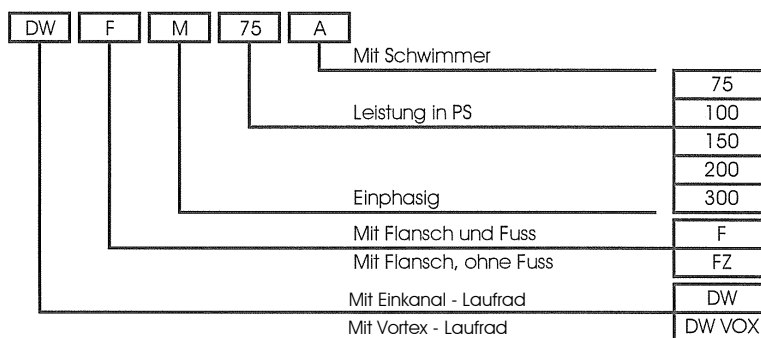 DW F M 75 A
Mit Schwimmer
75
Leistung in PS 100
150
200
Einphasig 300
Mit Flansch und Fuss F
Mit Flansch, ohne Fuss FZ
Mit Einkanal - Laufrad DW
Mit Vortex - Laufrad DW VOX